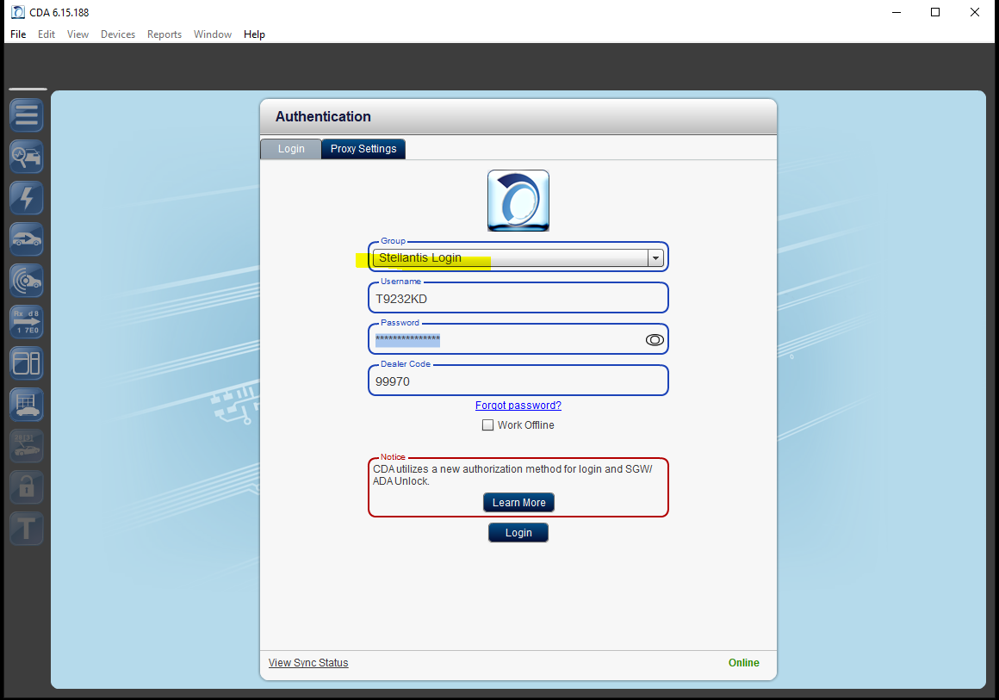 CDA 6.15.188
File Edit View Devices Reports Window Help
Authentication
Login Proxy Settings
Group
Stellantis Login
Username
T9232KD
Password
***************
Dealer Code
99970
Forgot password?
Work Offline
Notice
CDA utilizes a new authorization method for login and SGW/
ADA Unlock.
Learn More
Login
Rx d8
1 7E0
T
View Sync Status
Online